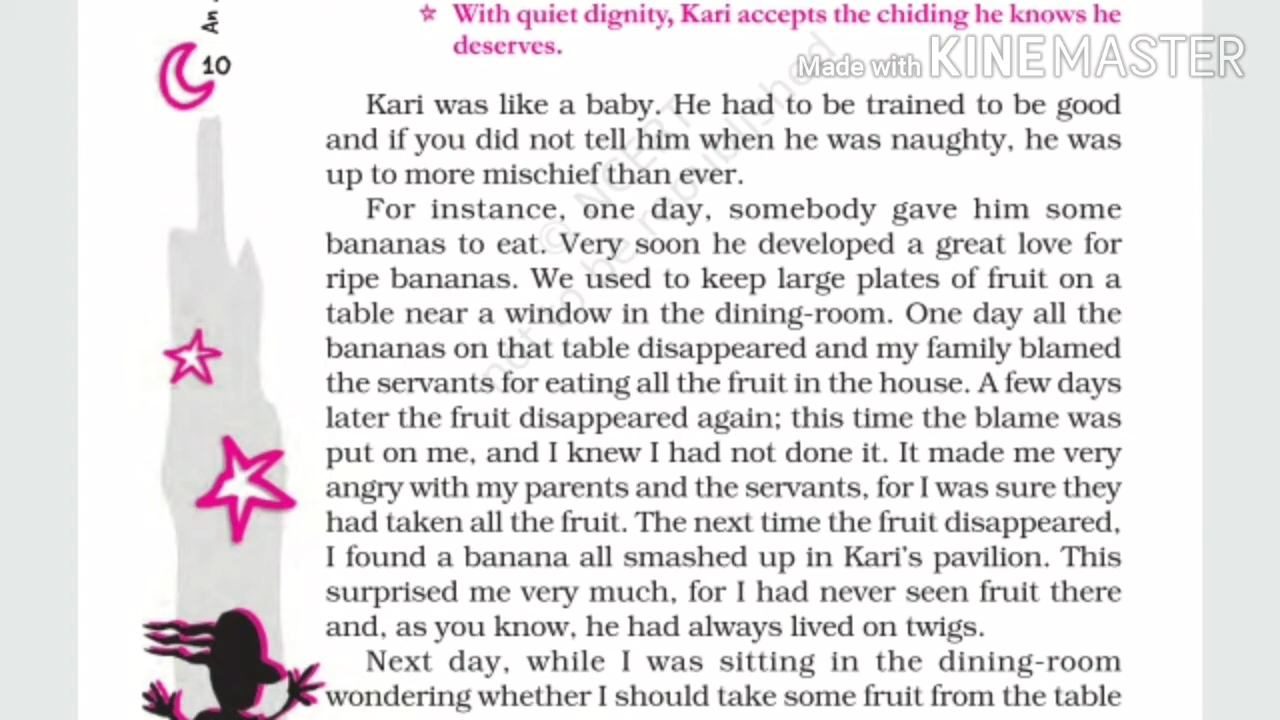 An
10
☆ With quiet dignity, Kari accepts the chiding he knows he
deserves.
Made with KINEMASTER
Kari was like a baby. He had to be trained to be good
and if you did not tell him when he was naughty, he was
up to more mischief than ever.
For instance, one day, somebody gave him some
bananas to eat. Very soon he developed a great love for
ripe bananas. We used to keep large plates of fruit on a
table near a window in the dining-room. One day all the
bananas on that table disappeared and my family blamed
the servants for eating all the fruit in the house. A few days
later the fruit disappeared again; this time the blame was
put on me, and I knew I had not done it. It made me very
angry with my parents and the servants, for I was sure they
had taken all the fruit. The next time the fruit disappeared,
I found a banana all smashed up in Kari's pavilion. This
surprised me very much, for I had never seen fruit there
and, as you know, he had always lived on twigs.
Next day, while I was sitting in the dining-room
wondering whether I should take some fruit from the table
© NCERT
not to be republished